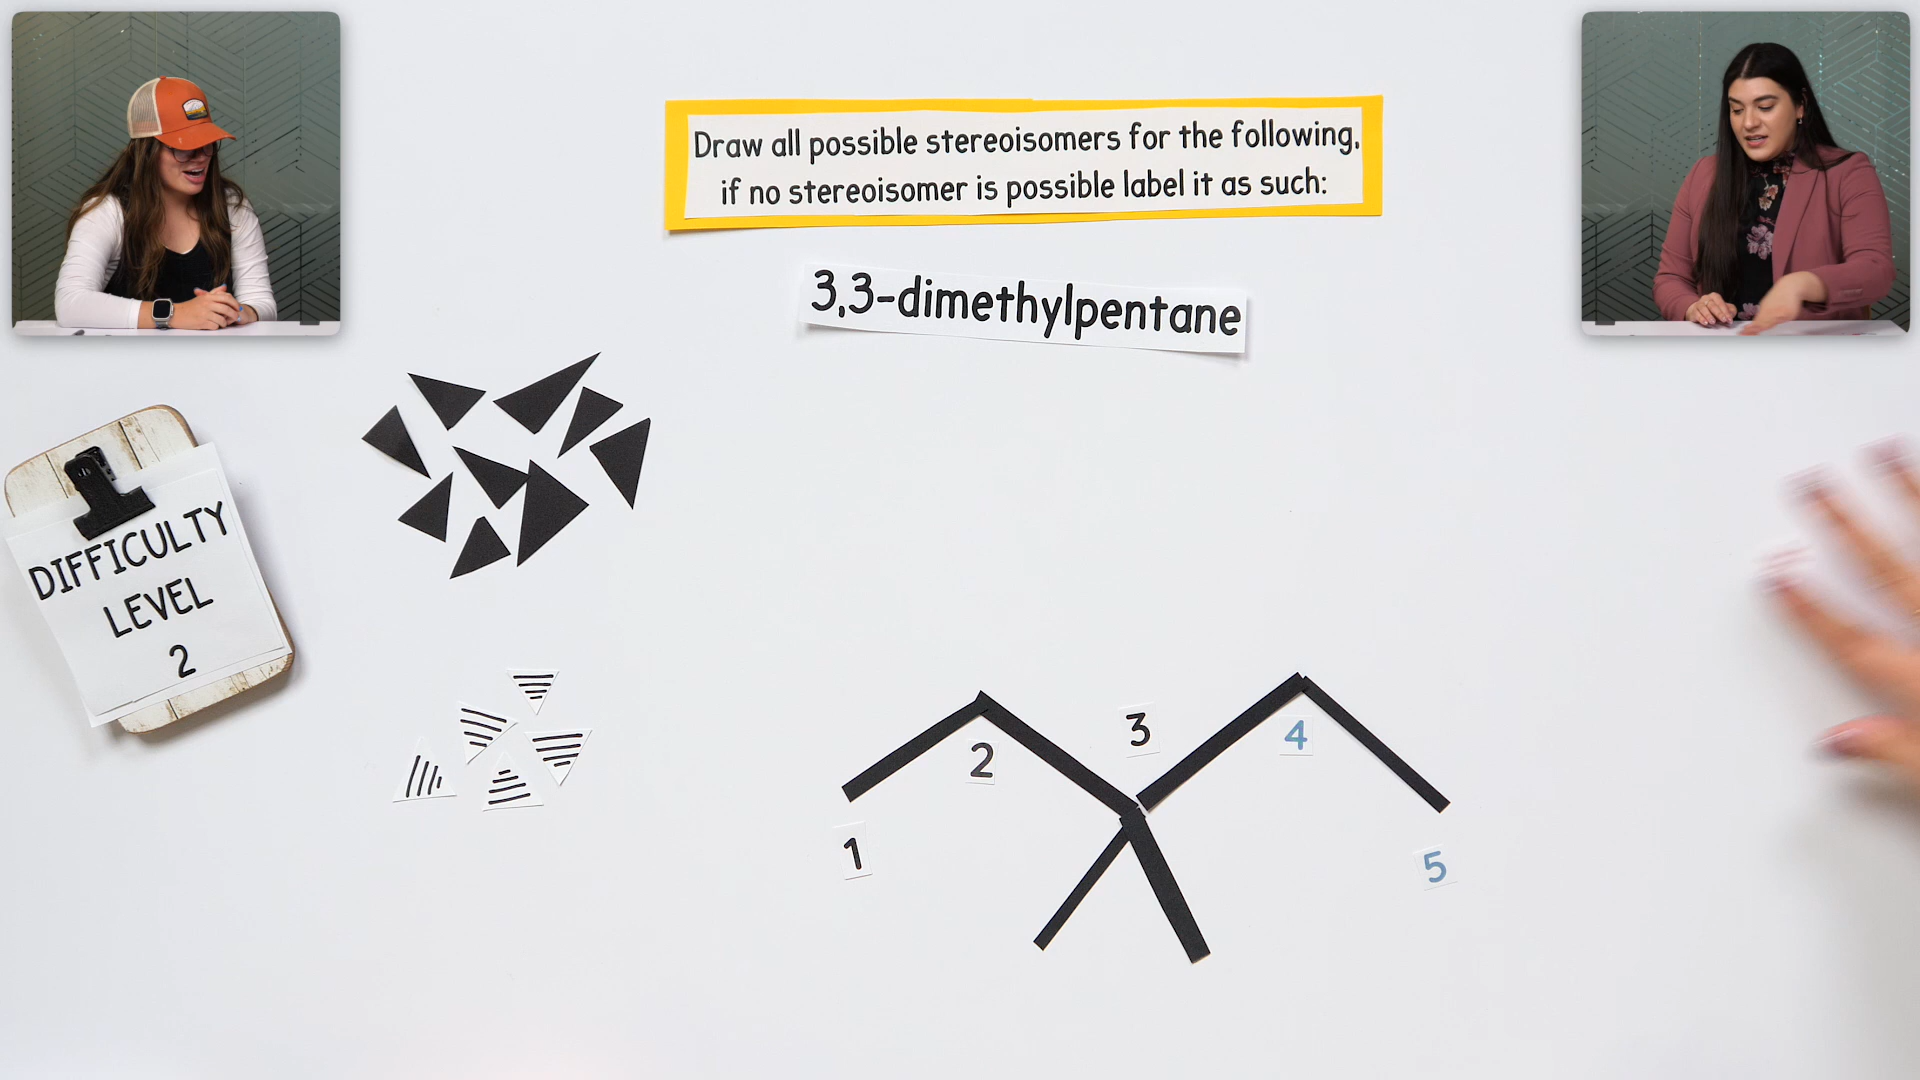 Draw all possible stereoisomers for the following,
if no stereoisomer is possible label it as such:
3,3-dimethylpentane
DIFFICULTY
LEVEL
2
1
2
3
4
5